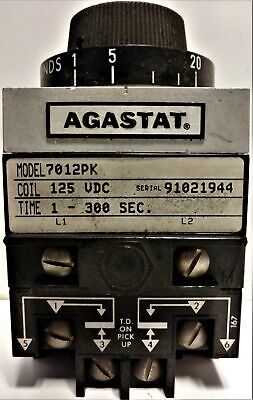 NDS 1 5 20
AGASTAT®
MODEL 7012PK
COIL 125 VDC SERIAL 91021944
TIME 1 - 300 SEC.
L1 L2
M
1 T.D. 2
ON
5 3 PICK 4 6
UP
167